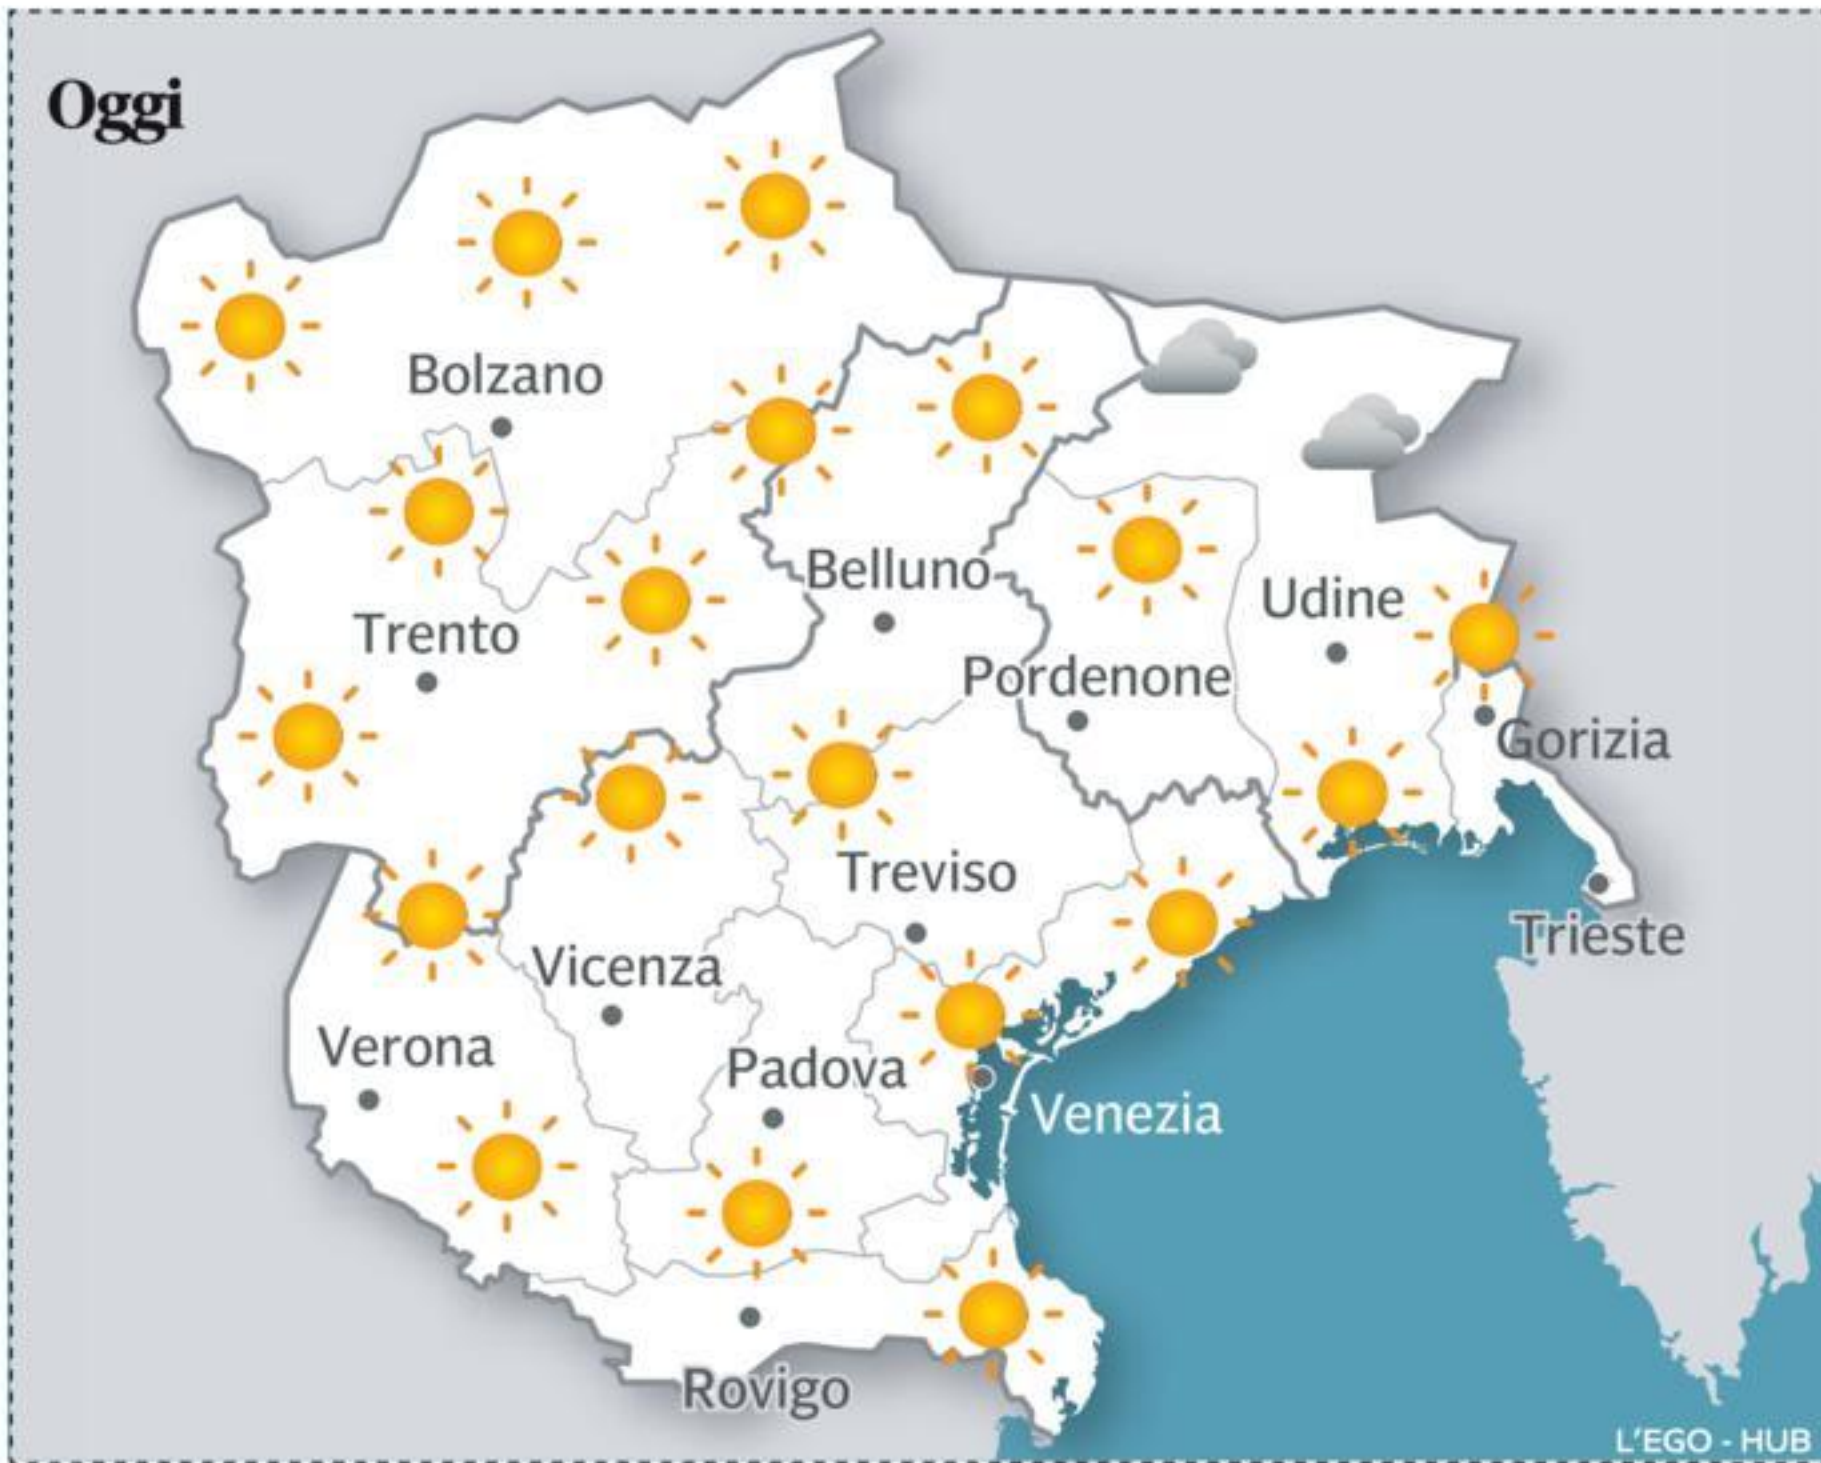 Oggi
Bolzano
Belluno
Udine
Trento
Pordenone
Gorizia
Treviso
Trieste
Vicenza
Verona
Padova
Venezia
Rovigo
L'EGO - HUB